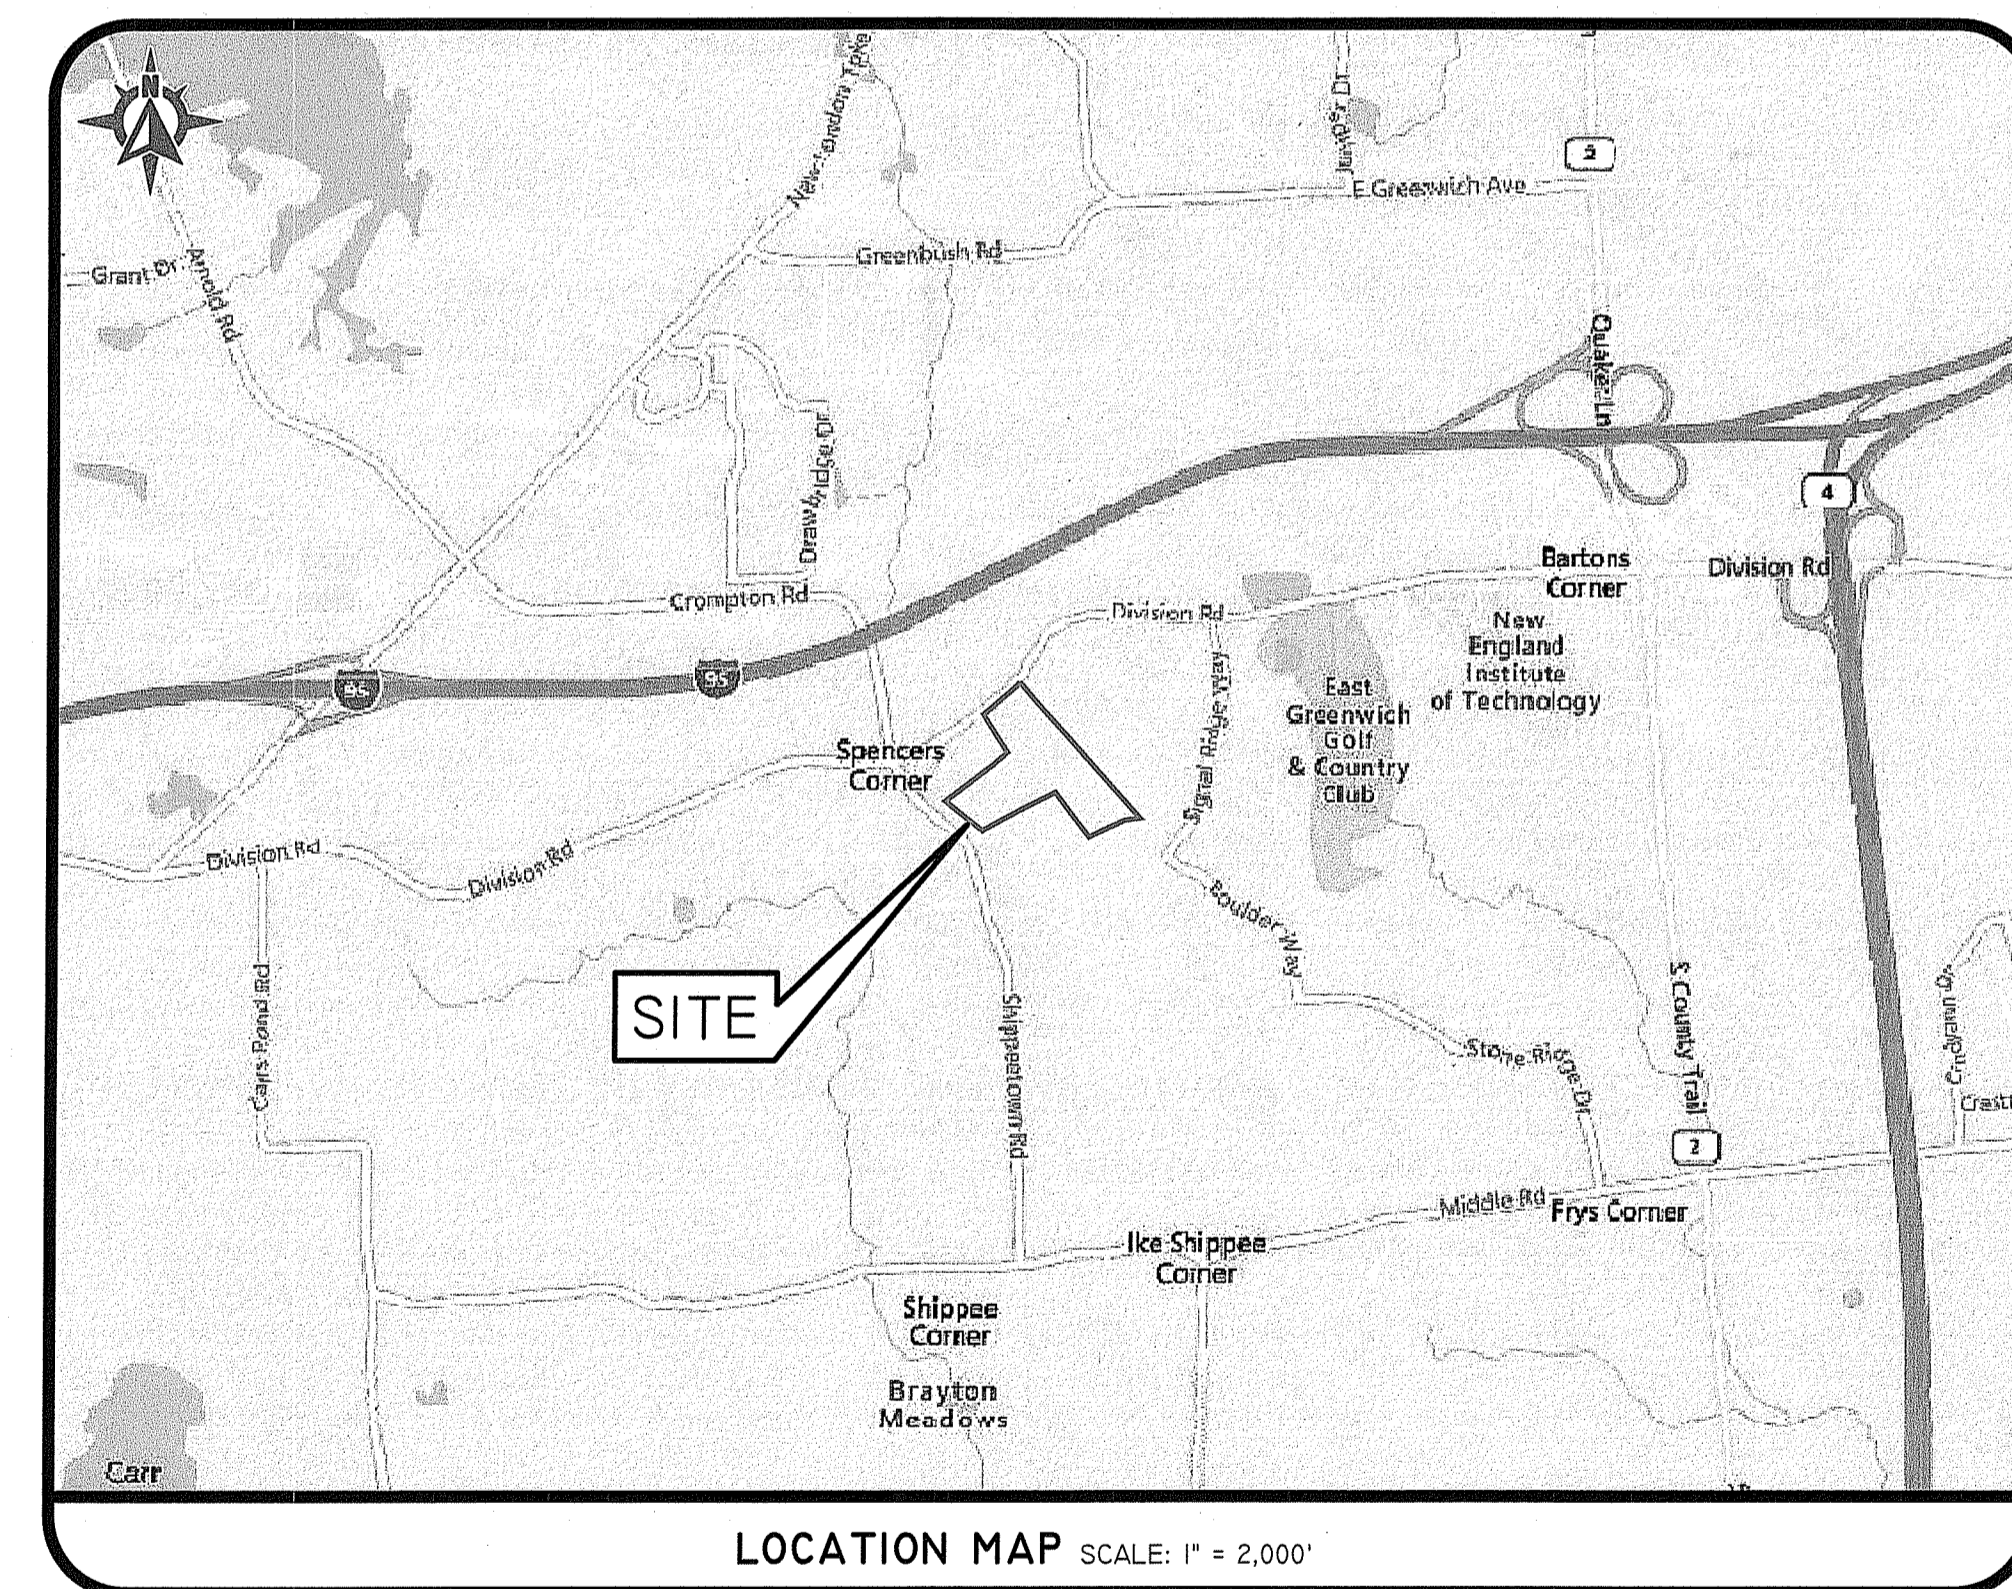 N
New London Tpke
Juniper Dr
2
E Greenwich Ave
Greenbush Rd
Grant Dr
Arnold Rd
Quaker Ln
Drawbridge Dr
4
Bartons
Corner
Division Rd
Crompton Rd
Division Rd
New
England
Institute
of Technology
95
95
East
Greenwich
Golf
& Country
Club
Signal Ridge Way
Spencers
Corner
Division Rd
Division Rd
Boulder Way
Carrs Pond Rd
SITE
Shippeetown Rd
S County Trail
Stone Ridge Dr
2
Middle Rd
Frys Corner
Ike Shippee
Corner
Shippee
Corner
Brayton
Meadows
Carr
LOCATION MAP SCALE: 1" = 2,000'